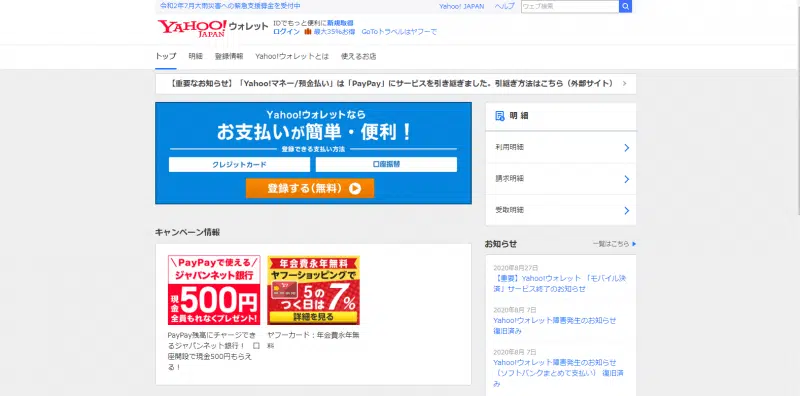 令和2年7月大雨災害への緊急支援募金を受付中
Yahoo! JAPAN ヘルプ ウェブ検索
YAHOO! JAPAN ウォレット
IDでもっと便利に新規取得
ログイン 最大35%お得 GoToトラベルはヤフーで
トップ 明細 登録情報 Yahoo!ウォレットとは 使えるお店
【重要なお知らせ】「Yahoo!マネー/預金払い」は「PayPay」にサービスを引き継ぎました。引継ぎ方法はこちら（外部サイト）
Yahoo!ウォレットなら
お支払いが簡単・便利！
登録できる支払い方法
クレジットカード 口座振替
登録する(無料)
明細
利用明細
請求明細
受取明細
キャンペーン情報
PayPayで使える
ジャパンネット銀行
現金500円
全員もれなくプレゼント!
PayPay残高にチャージでき
るジャパンネット銀行！ 口
座開設で現金500円もらえ
る！
年会費永年無料
ヤフーショッピングで
5のつく日は7%
詳細を見る
ヤフーカード：年会費永年無
料
お知らせ 一覧はこちら
2020年8月27日
【重要】Yahoo!ウォレット 「モバイル決
済」サービス終了のお知らせ
2020年8月 7日
Yahoo!ウォレット障害発生のお知らせ
復旧済み
2020年8月 7日
Yahoo!ウォレット障害発生のお知らせ
（ソフトバンクまとめて支払い） 復旧済
み